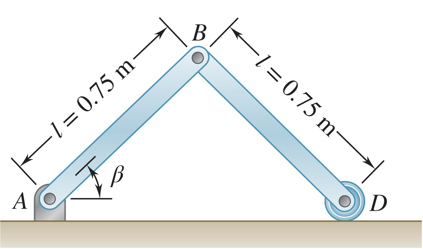 B
l = 0.75 m
l = 0.75 m
β
A
D